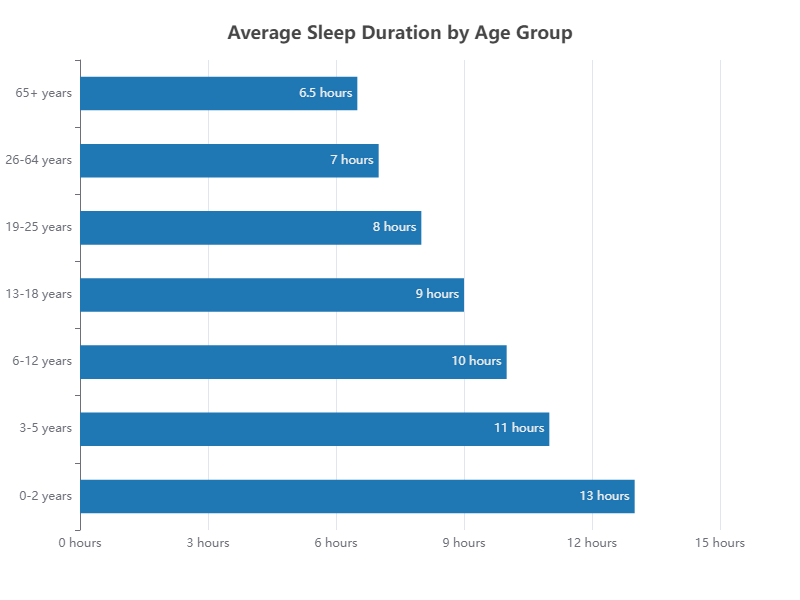 Average Sleep Duration by Age Group
65+ years
6.5 hours
26-64 years
7 hours
19-25 years
8 hours
13-18 years
9 hours
6-12 years
10 hours
3-5 years
11 hours
0-2 years
13 hours
0 hours
3 hours
6 hours
9 hours
12 hours
15 hours